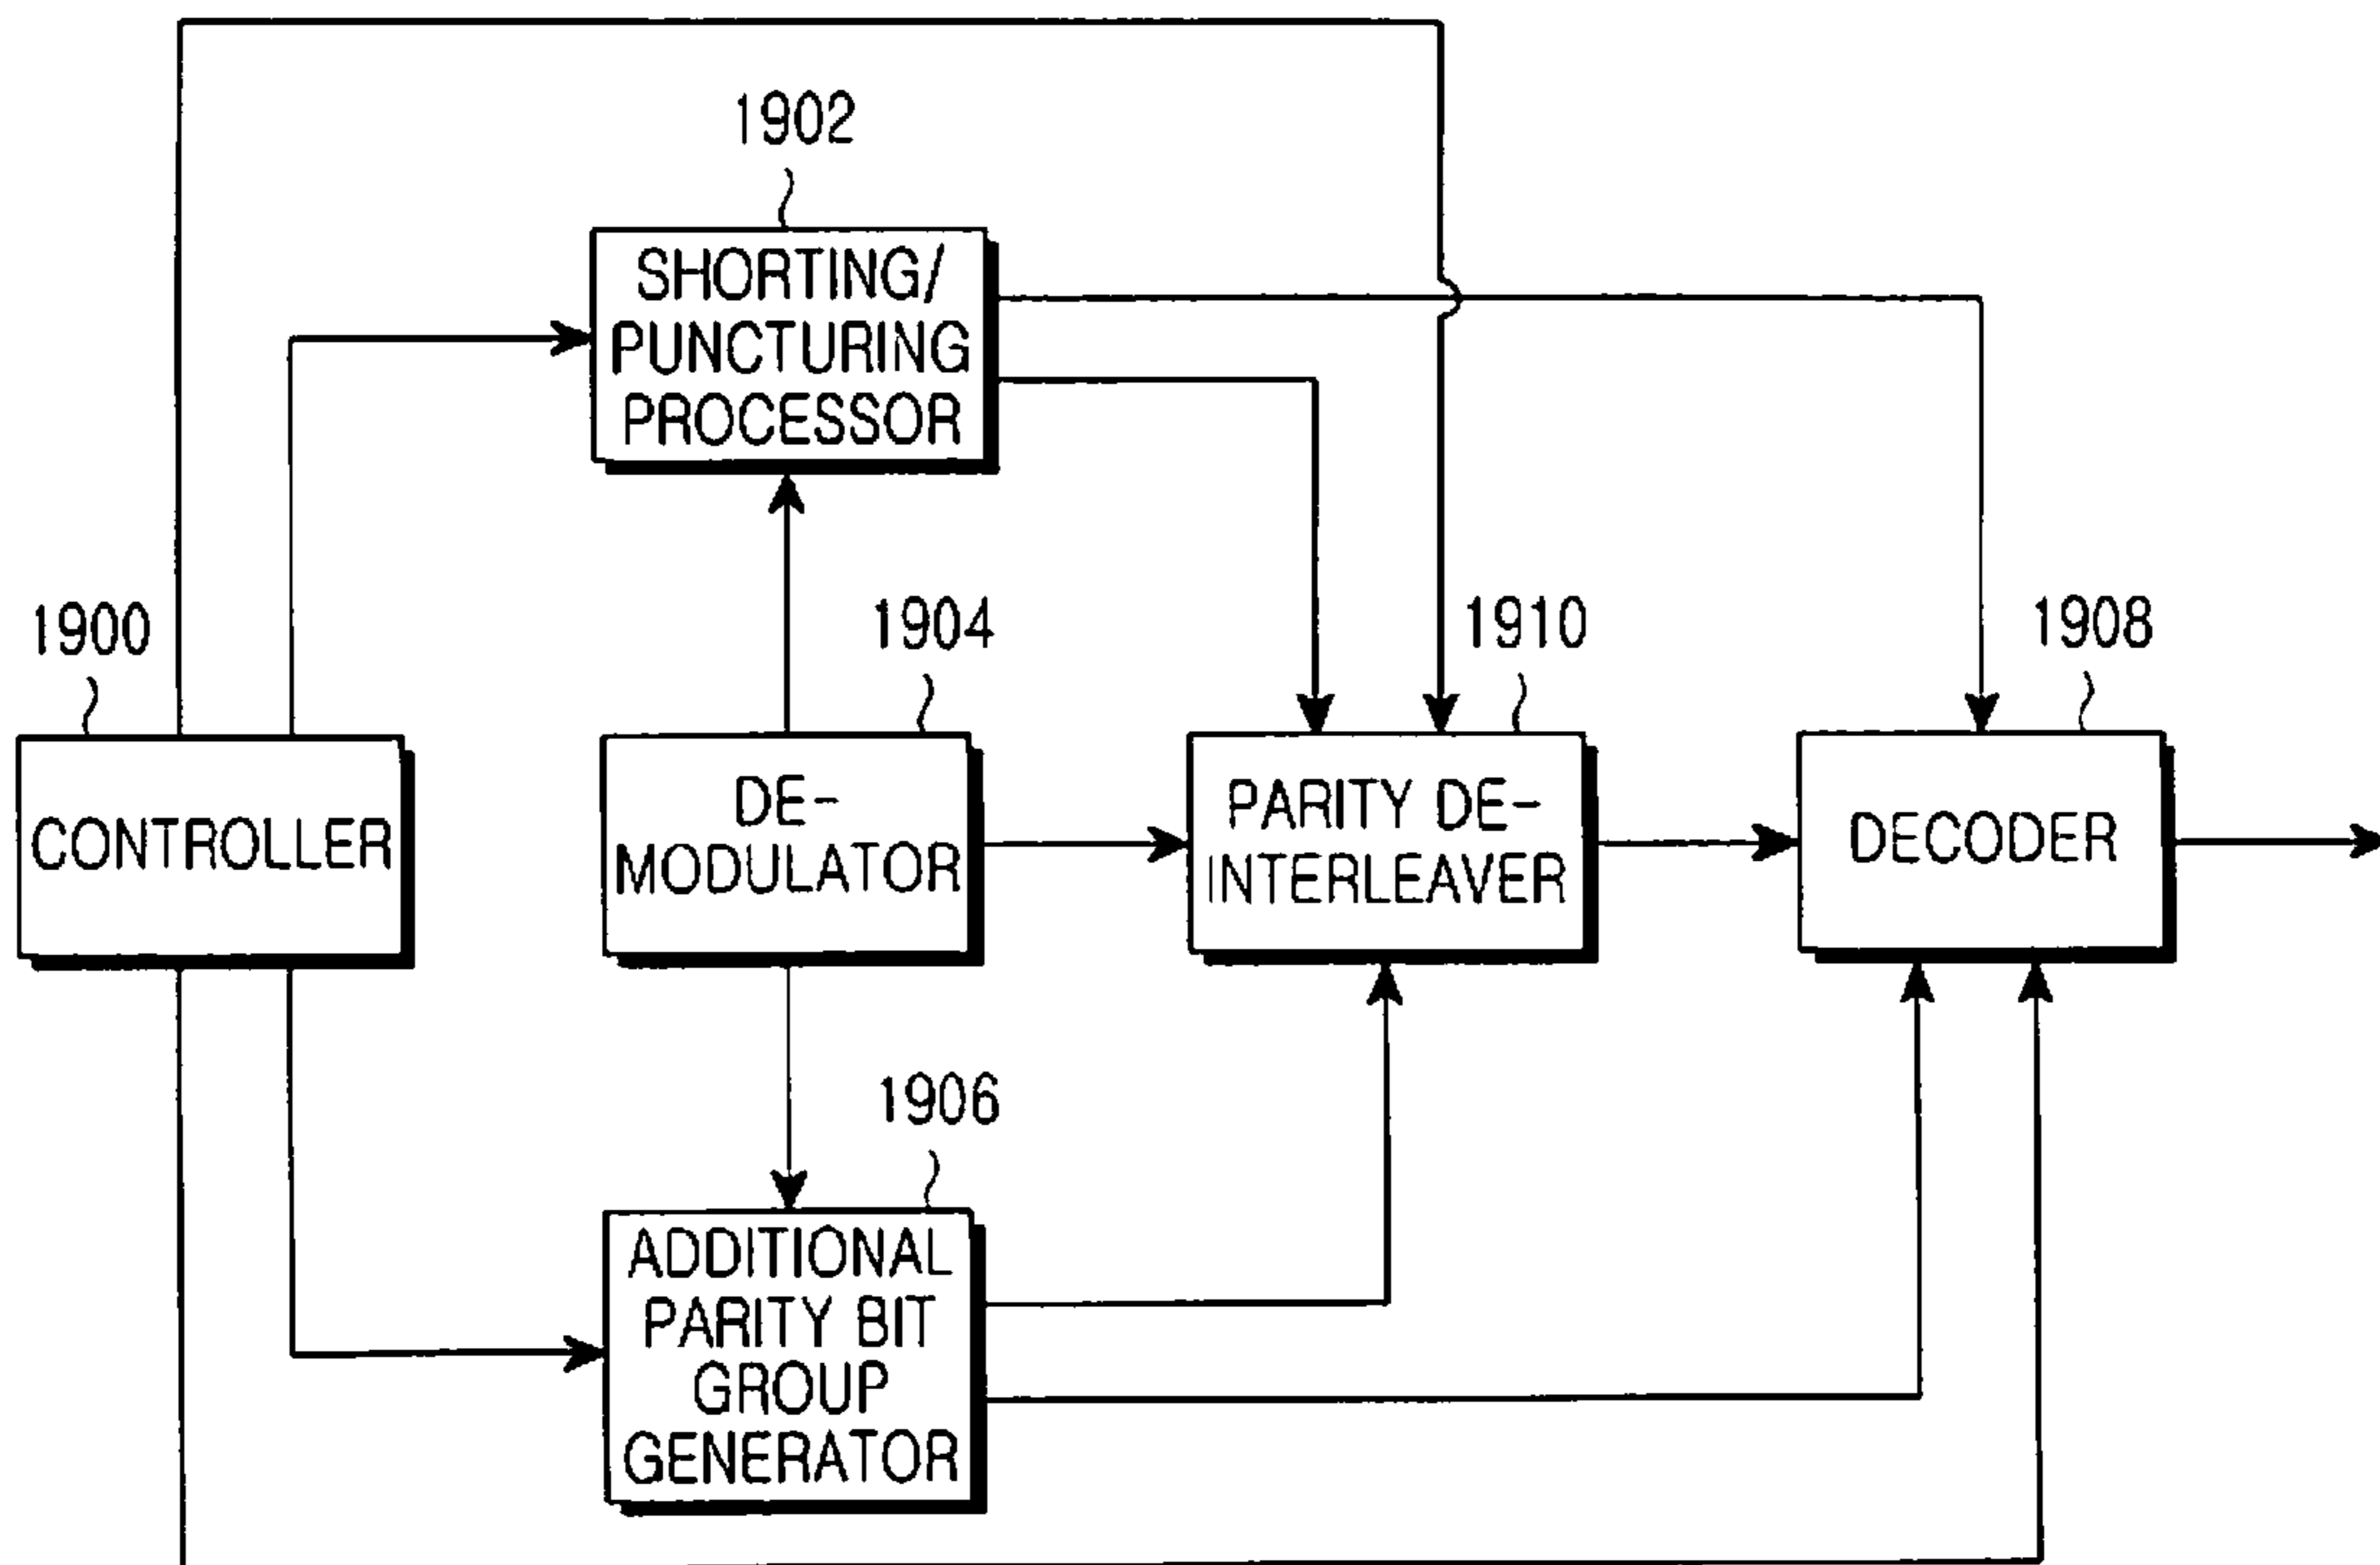 1902
SHORTING/
PUNCTURING
PROCESSOR
1900
CONTROLLER
1904
DE-
MODULATOR
1910
PARITY DE-
INTERLEAVER
1908
DECODER
1906
ADDITIONAL
PARITY BIT
GROUP
GENERATOR